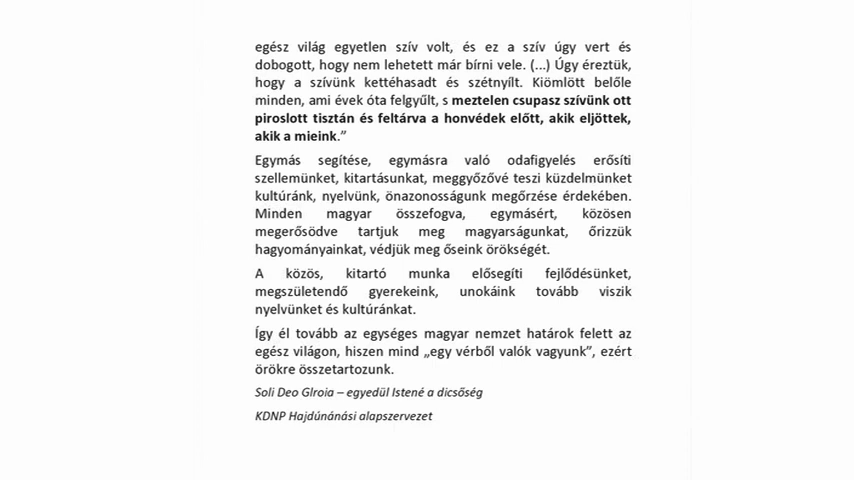 egész világ egyetlen szív volt, és ez a szív úgy vert és
dobogott, hogy nem lehetett már bírni vele. (...) Úgy éreztük,
hogy a szívünk kettéhasadt és szétnyílt. Kiömlött belőle
minden, ami évek óta felgyűlt, s meztelen csupasz szívünk ott
piroslott tisztán és feltárva a honvédek előtt, akik eljöttek,
akik a mieink.”
Egymás segítése, egymásra való odafigyelés erősíti
szellemünket, kitartásunkat, meggyőzővé teszi küzdelmünket
kultúránk, nyelvünk, önazonosságunk megőrzése érdekében.
Minden magyar összefogva, egymásért, közösen
megerősödve tartjuk meg magyarságunkat, őrizzük
hagyományainkat, védjük meg őseink örökségét.
A közös, kitartó munka elősegíti fejlődésünket,
megszületendő gyerekeink, unokáink tovább viszik
nyelvünket és kultúránkat.
Így él tovább az egységes magyar nemzet határok felett az
egész világon, hiszen mind „egy vérből valók vagyunk”, ezért
örökre összetartozunk.
Soli Deo Glroia – egyedül Istené a dicsőség
KDNP Hajdúnánási alapszervezet